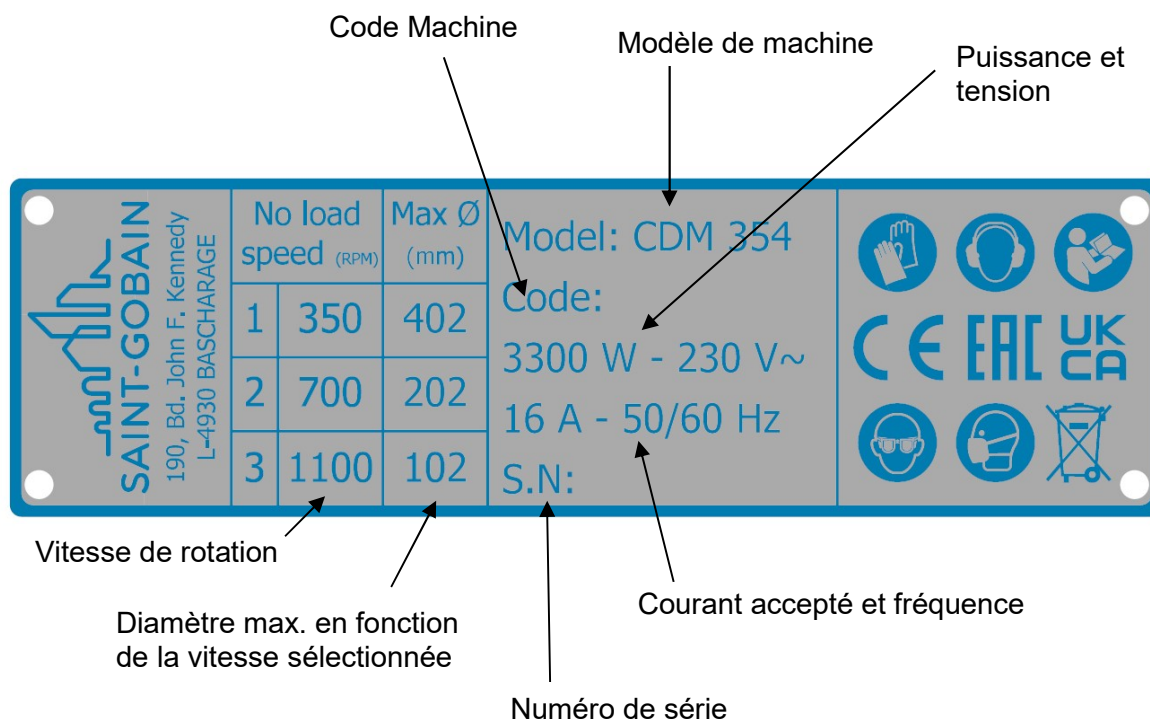 Code Machine
Modèle de machine
Puissance et
tension
SAINT-GOBAIN
190, Bd. John F. Kennedy
L-4930 BASCHARAGE
No load
speed (RPM)
Max Ø
(mm)
1 350 402
2 700 202
3 1100 102
Model: CDM 354
Code:
3300 W - 230 V~
16 A - 50/60 Hz
S.N:
CE EAC UK
CA
Vitesse de rotation
Diamètre max. en fonction
de la vitesse sélectionnée
Courant accepté et fréquence
Numéro de série